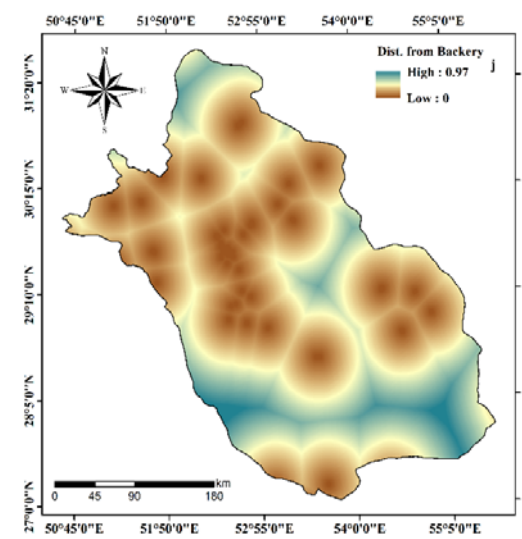 50°45'0"E 51°50'0"E 52°55'0"E 54°0'0"E 55°5'0"E
Dist. from Backery
j
High : 0.97
Low : 0
N
W E
S
31°20'0"N
30°15'0"N
29°10'0"N
28°5'0"N
27°0'0"N
km
0 45 90 180
50°45'0"E 51°50'0"E 52°55'0"E 54°0'0"E 55°5'0"E